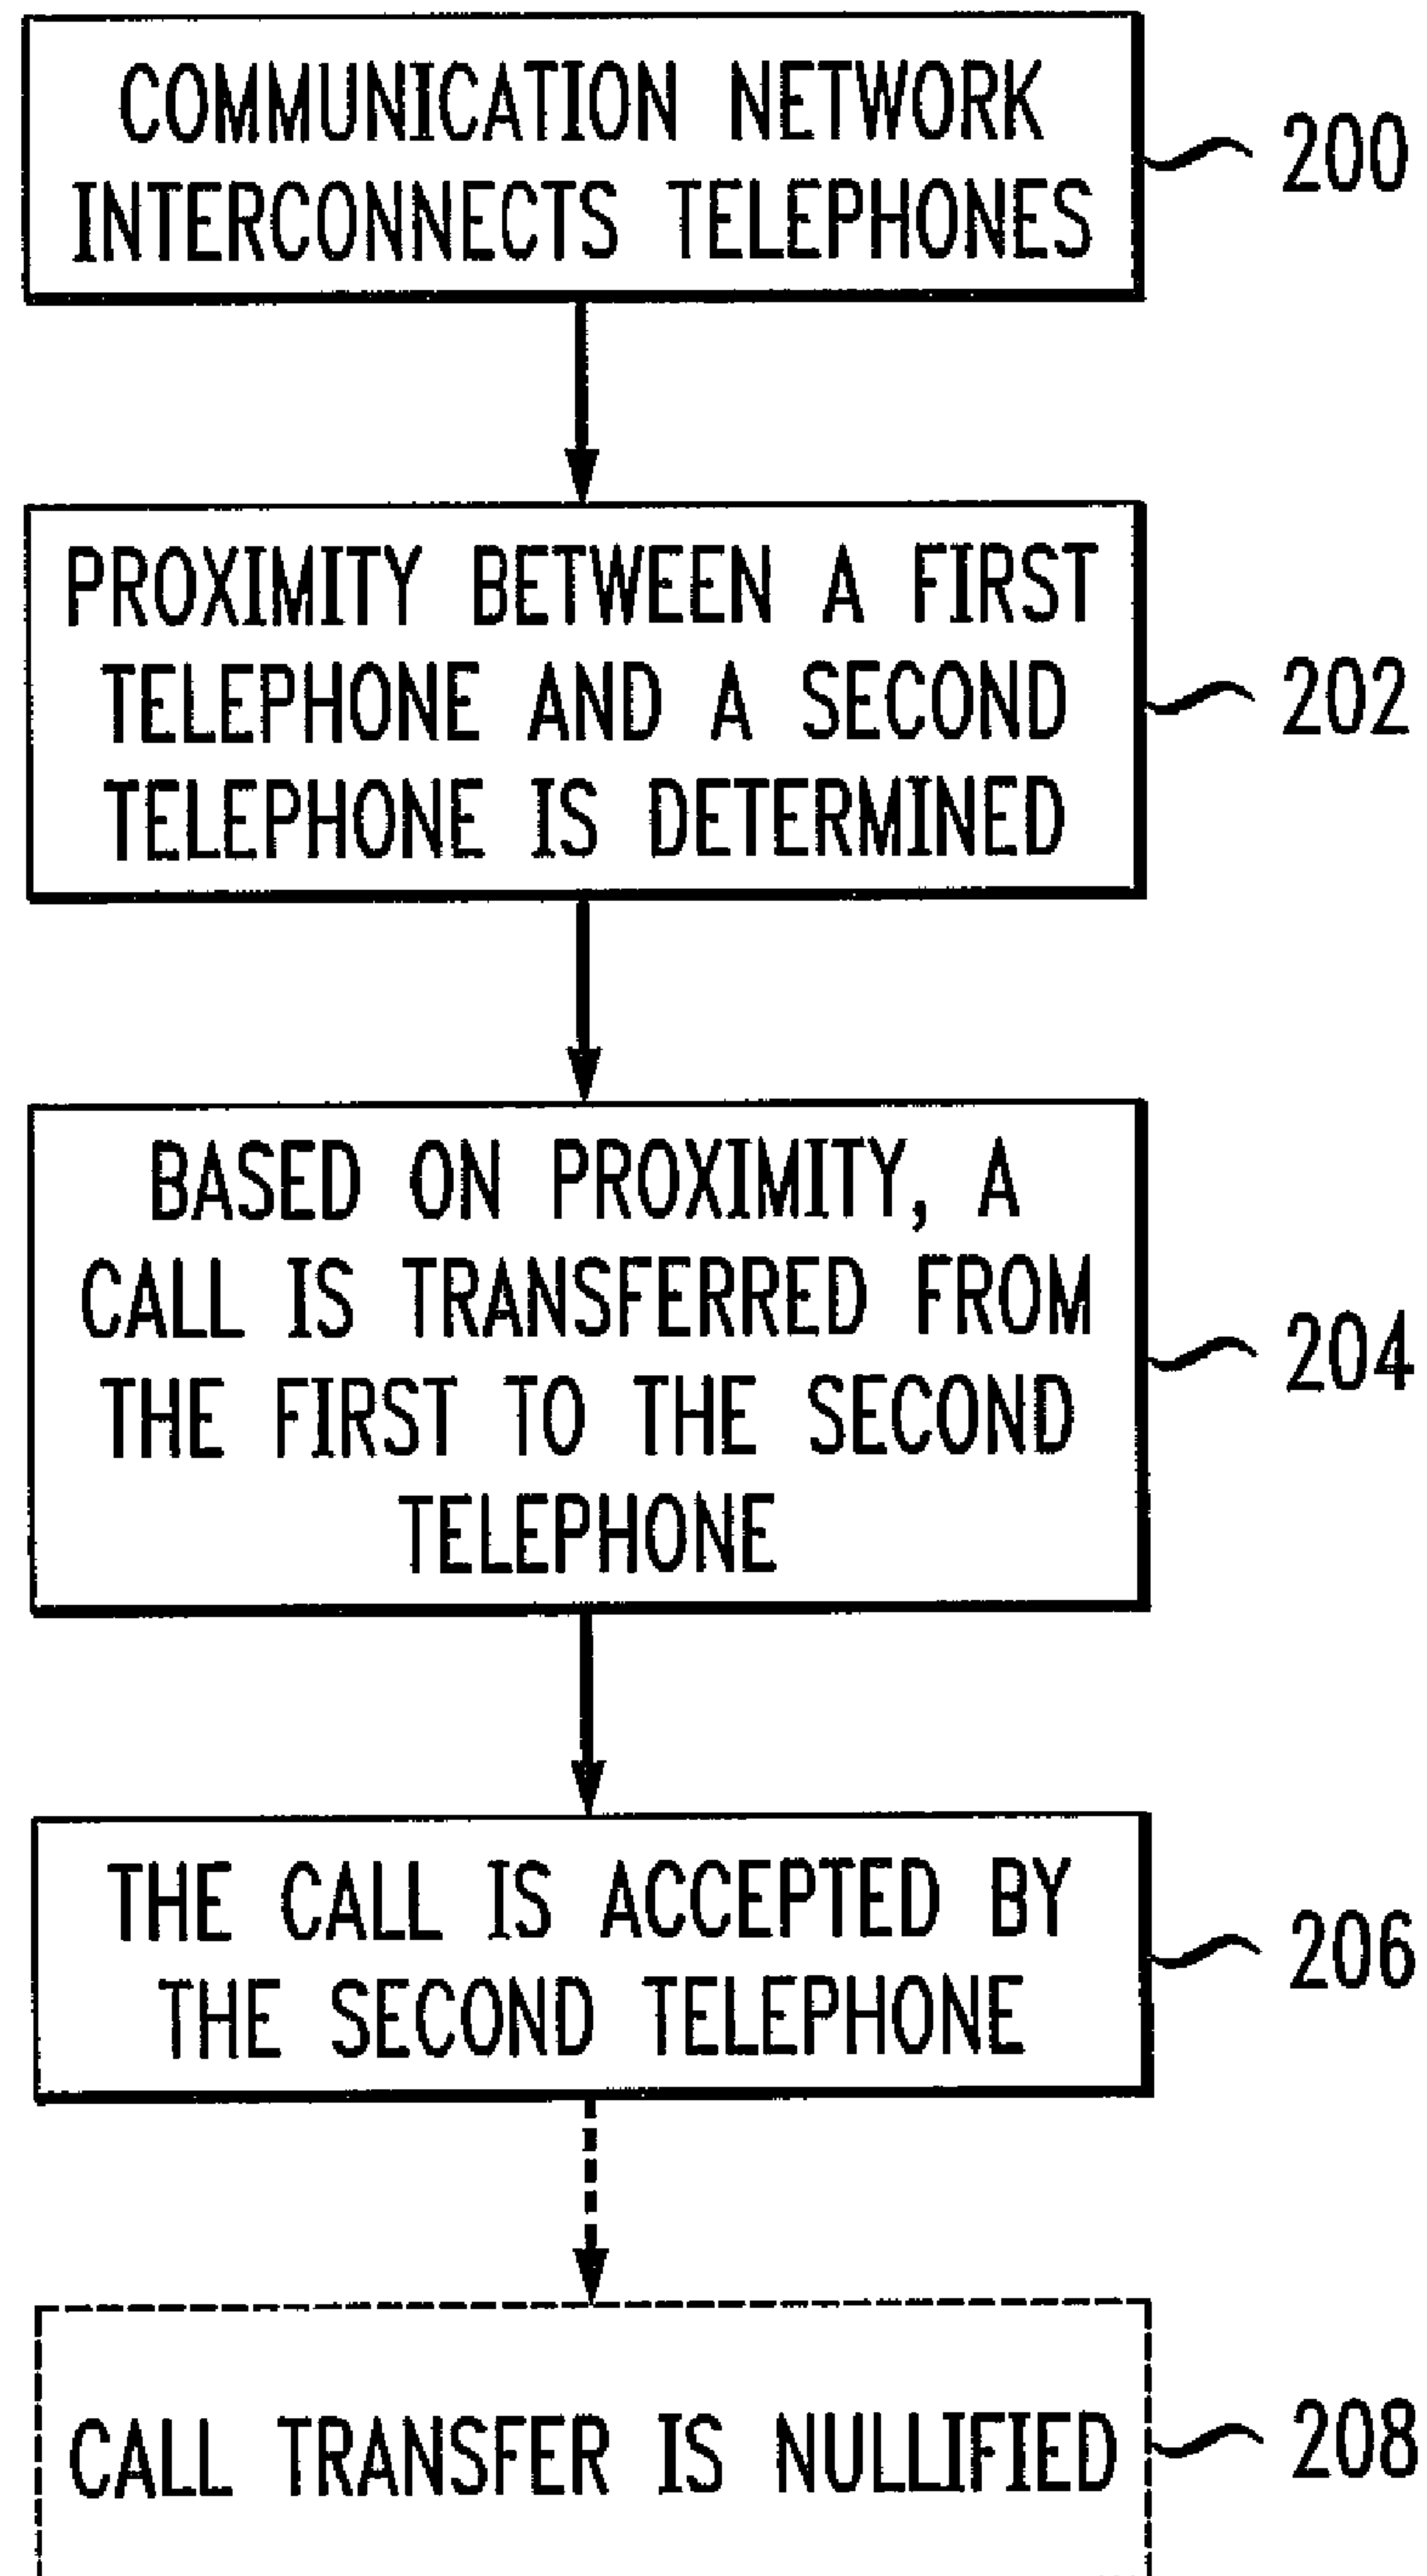 COMMUNICATION NETWORK
INTERCONNECTS TELEPHONES
200
PROXIMITY BETWEEN A FIRST
TELEPHONE AND A SECOND
TELEPHONE IS DETERMINED
202
BASED ON PROXIMITY, A
CALL IS TRANSFERRED FROM
THE FIRST TO THE SECOND
TELEPHONE
204
THE CALL IS ACCEPTED BY
THE SECOND TELEPHONE
206
CALL TRANSFER IS NULLIFIED
208